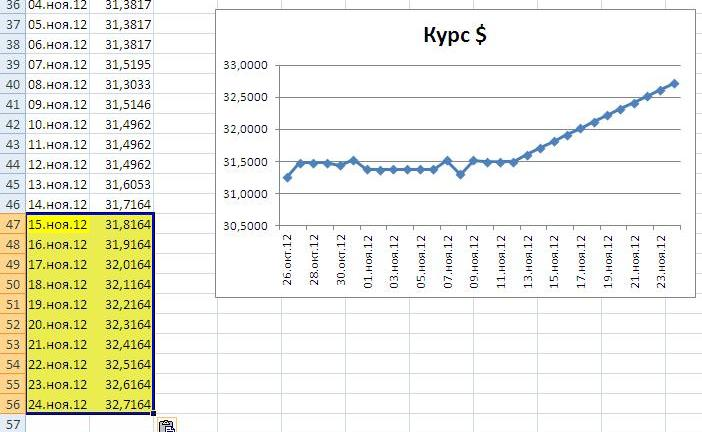 36 04.ноя.12 31,3817
37 05.ноя.12 31,3817
38 06.ноя.12 31,3817
39 07.ноя.12 31,5195
40 08.ноя.12 31,3033
41 09.ноя.12 31,5146
42 10.ноя.12 31,4962
43 11.ноя.12 31,4962
44 12.ноя.12 31,4962
45 13.ноя.12 31,6053
46 14.ноя.12 31,7164
47 15.ноя.12 31,8164
48 16.ноя.12 31,9164
49 17.ноя.12 32,0164
50 18.ноя.12 32,1164
51 19.ноя.12 32,2164
52 20.ноя.12 32,3164
53 21.ноя.12 32,4164
54 22.ноя.12 32,5164
55 23.ноя.12 32,6164
56 24.ноя.12 32,7164
57
Курс $
33,0000
32,5000
32,0000
31,5000
31,0000
30,5000
26.окт.12
28.окт.12
30.окт.12
01.ноя.12
03.ноя.12
05.ноя.12
07.ноя.12
09.ноя.12
11.ноя.12
13.ноя.12
15.ноя.12
17.ноя.12
19.ноя.12
21.ноя.12
23.ноя.12